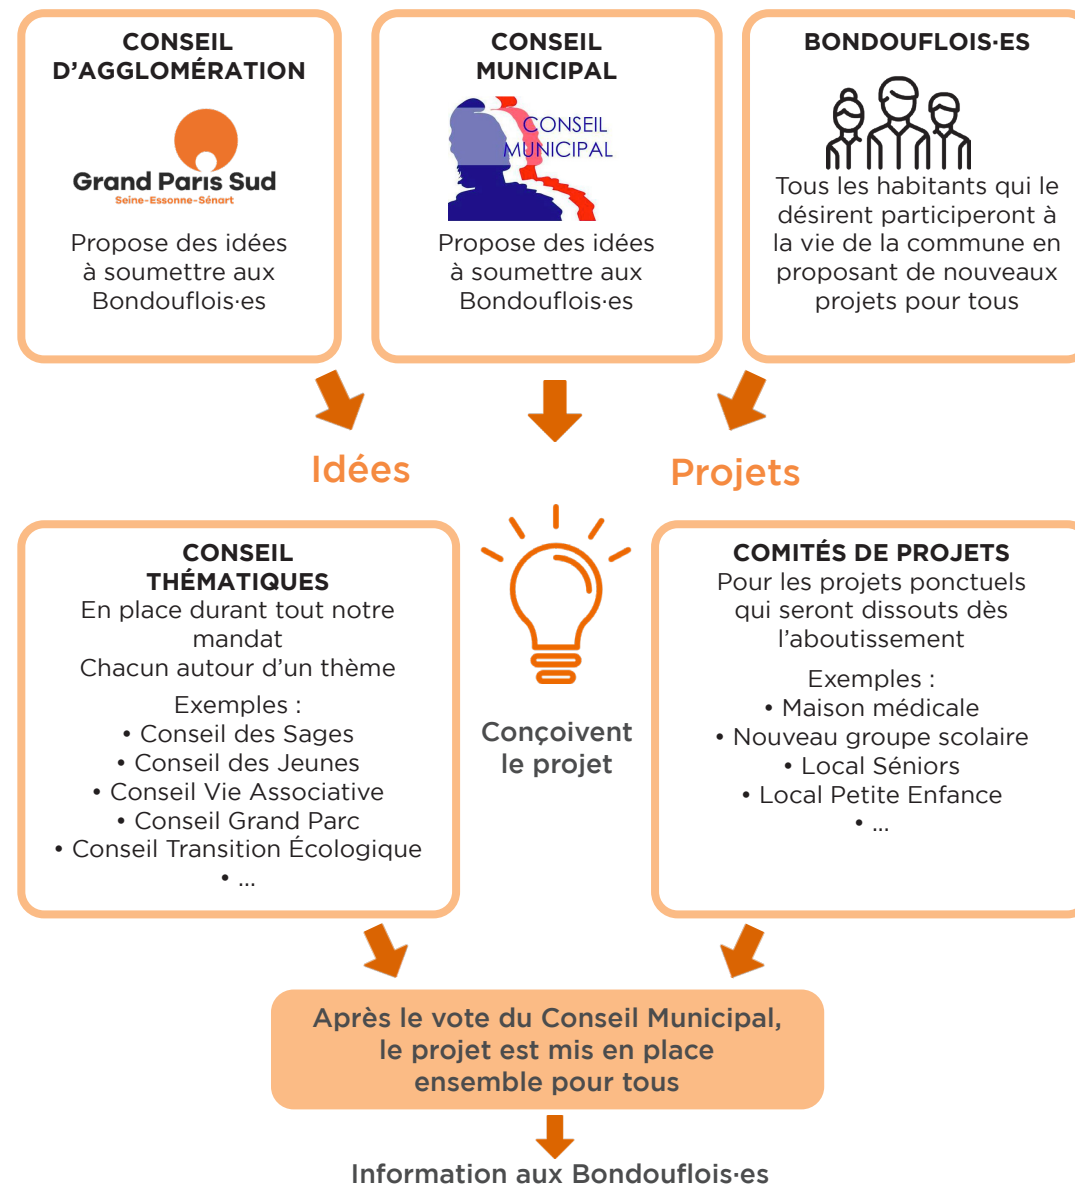 CONSEIL
D’AGGLOMÉRATION
Grand Paris Sud
Seine-Essonne-Sénart
Propose des idées
à soumettre aux
Bondouflois·es
CONSEIL
MUNICIPAL
CONSEIL
MUNICIPAL
Propose des idées
à soumettre aux
Bondouflois·es
BONDOUFLOIS·ES
Tous les habitants qui le
désirent participeront à
la vie de la commune en
proposant de nouveaux
projets pour tous
Idées
Projets
CONSEIL
THÉMATIQUES
En place durant tout notre
mandat
Chacun autour d’un thème
Exemples :
• Conseil des Sages
• Conseil des Jeunes
• Conseil Vie Associative
• Conseil Grand Parc
• Conseil Transition Écologique
• ...
Conçoivent
le projet
COMITÉS DE PROJETS
Pour les projets ponctuels
qui seront dissouts dès
l’aboutissement
Exemples :
• Maison médicale
• Nouveau groupe scolaire
• Local Séniors
• Local Petite Enfance
• ...
Après le vote du Conseil Municipal,
le projet est mis en place
ensemble pour tous
Information aux Bondouflois·es